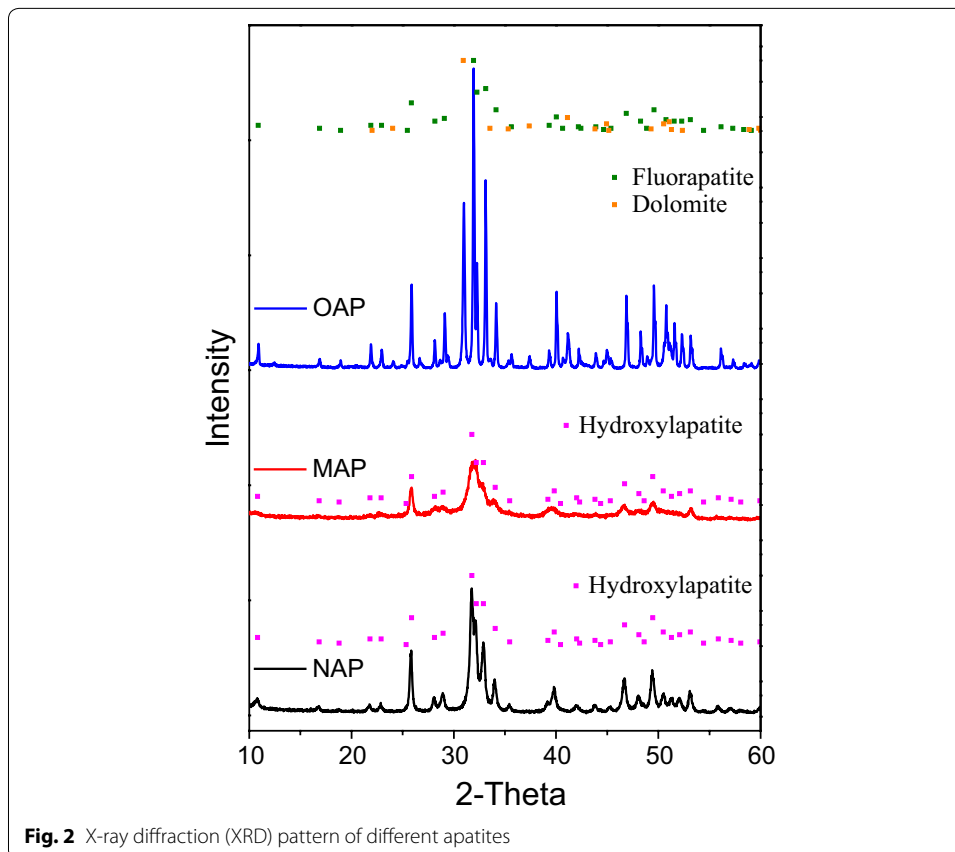 Fluorapatite
Dolomite
OAP
Hydroxylapatite
MAP
Hydroxylapatite
NAP
Intensity
10 20 30 40 50 60
2-Theta
Fig. 2 X-ray diffraction (XRD) pattern of different apatites